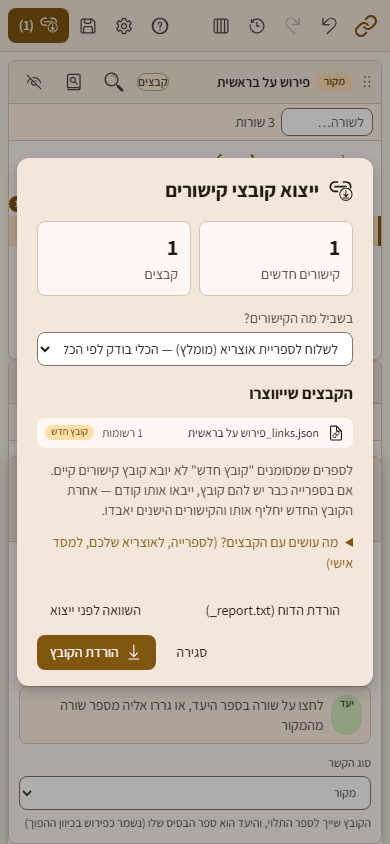 (1)
מקור
פירוש על בראשית
קבצים
לשורה...
3 שורות
ייצוא קובצי קישורים
1
קישורים חדשים
1
קבצים
בשביל מה הקישורים?
לשלוח לספריית אוצריא (מומלץ) — הכלי בודק לפי הכל
הקבצים שייווצרו
פירוש על בראשית_links.json
1 רשומות
קובץ חדש
לספרים שמסומנים "קובץ חדש" לא יובא קובץ קישורים קיים.
אם בספרייה כבר יש להם קובץ, ייבאו אותו קודם — אחרת
הקובץ החדש יחליף אותו והקישורים הישנים יאבדו.
◀ מה עושים עם הקבצים? (לספרייה, לאוצריא שלכם, למסד
אישי)
הורדת הדוח (_report.txt)
השוואה לפני ייצוא
סגירה
הורדת הקובץ
יעד
לחצו על שורה בספר היעד, או גררו אליה מספר שורה
מהמקור
סוג הקשר
מקור
הקובץ שייך לספר התלוי, והיעד הוא ספר הבסיס שלו (נשמר כפירוש בכיוון ההפוך)